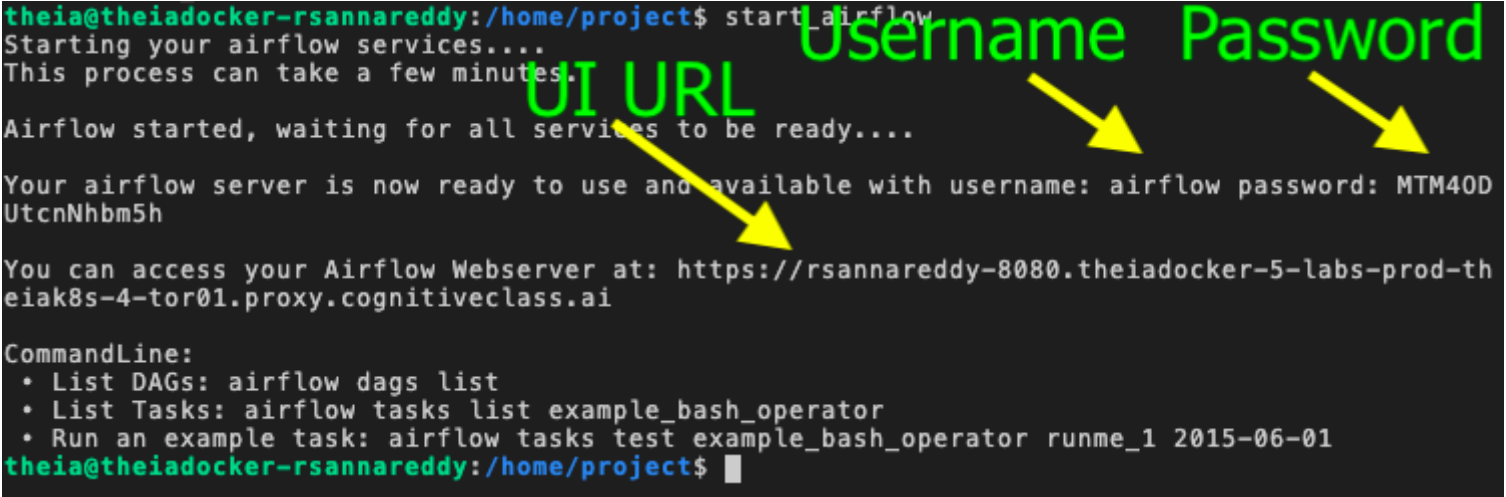 theia@theiadocker-rsannareddy:/home/project$ start_airflow
Username Password
Starting your airflow services....
This process can take a few minutes.
UI URL
Airflow started, waiting for all services to be ready....
Your airflow server is now ready to use and available with username: airflow password: MTM4OD
UtcnNhbm5h
You can access your Airflow Webserver at: https://rsannareddy-8080.theiadocker-5-labs-prod-th
eiak8s-4-tor01.proxy.cognitiveclass.ai
CommandLine:
• List DAGs: airflow dags list
• List Tasks: airflow tasks list example_bash_operator
• Run an example task: airflow tasks test example_bash_operator runme_1 2015-06-01
theia@theiadocker-rsannareddy:/home/project$